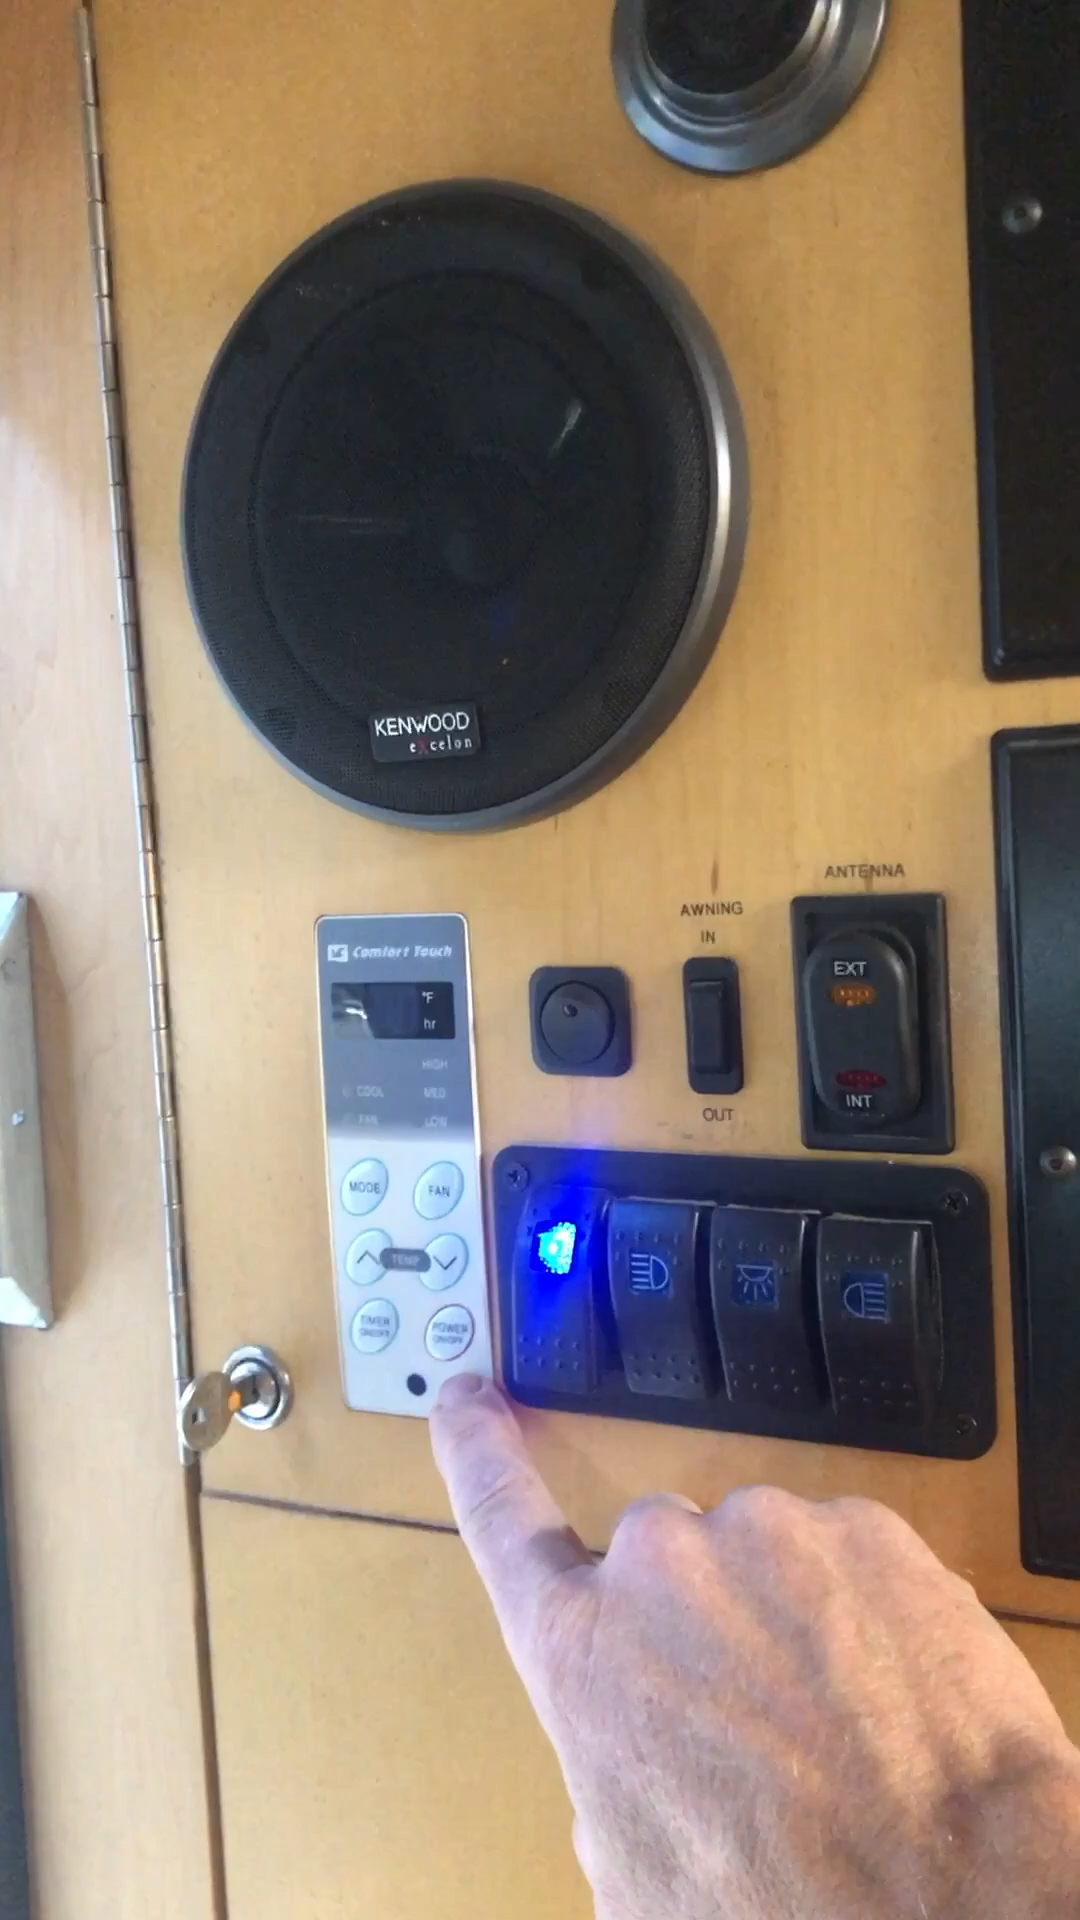 KENWOOD
excelon
ANTENNA
AWNING
IN
EXT
INT
OUT
Comfort Touch
°F
hr
HIGH
COOL
MED
FAN
LOW
MODE
FAN
TEMP
TIMER
ON/OFF
POWER
ON/OFF